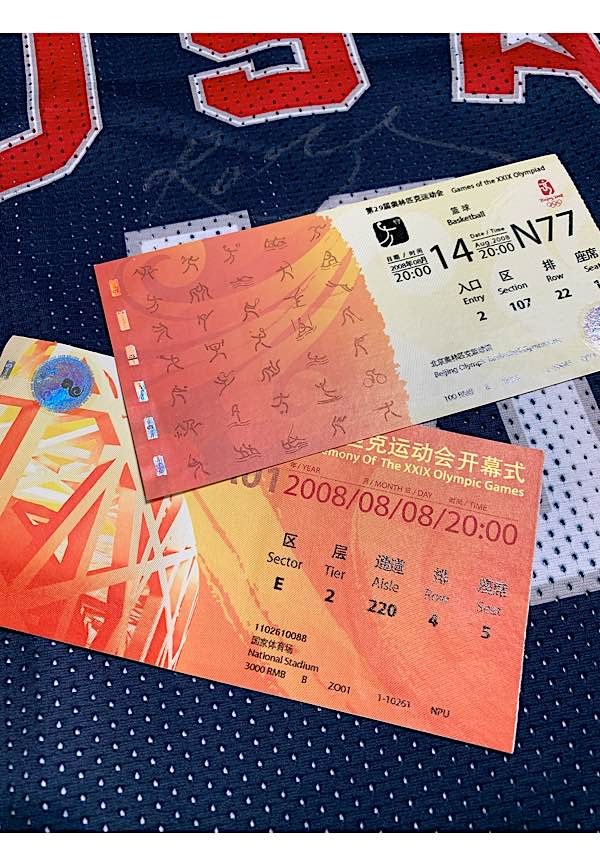 USA
第29届奥林匹克运动会 Games of the XXIX Olympiad
篮球
Basketball
Beijing 2008
日期 / 时间
2008年08月
20:00
14
Date / Time
Aug 2008
20:00
N77
入口 区 排 座席
Entry Section Row Seat
2 107 22
北京奥林匹克篮球馆
100 RMB
克运动会开幕式
mony Of The XXIX Olympic Games
01
年/YEAR 月/MONTH 日/DAY 时间/TIME
2008/08/08/20:00
区 层 通道 排 座席
Sector Tier Aisle Row Seat
E 2 220 4 5
1102610088
国家体育场
National Stadium
3000 RMB B ZO01 1-10261 NPU